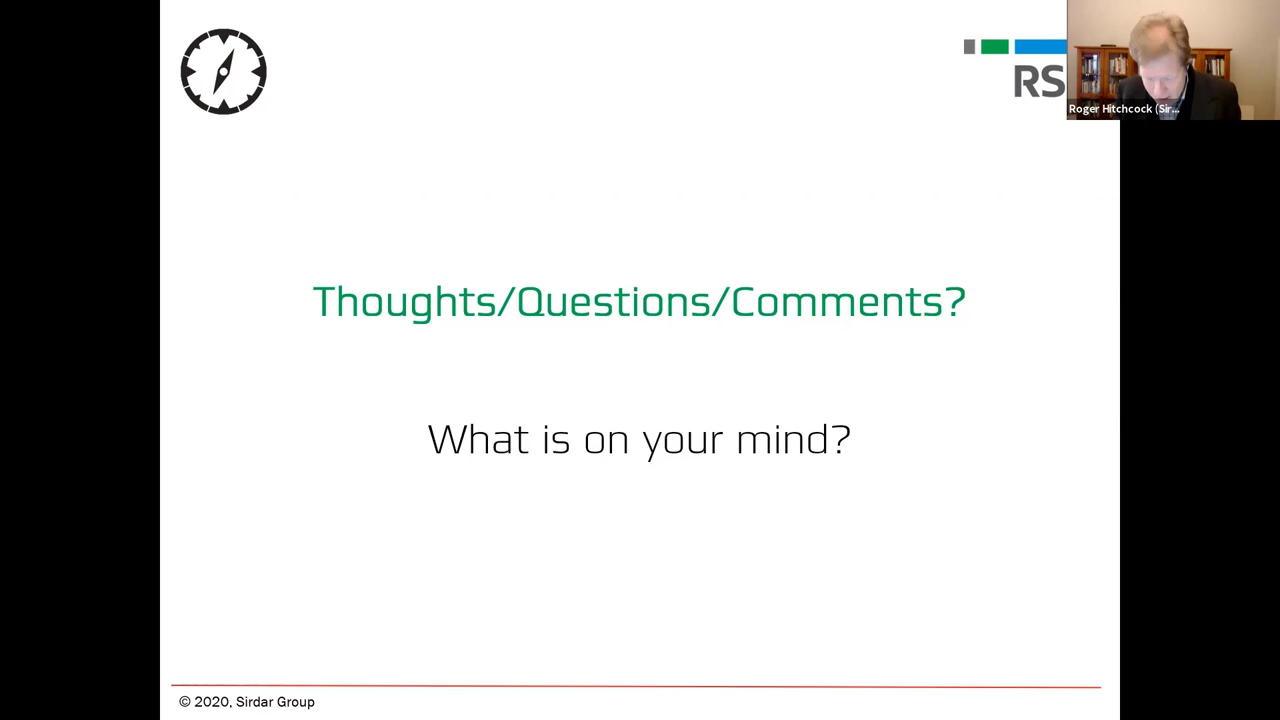 RS
Roger Hitchcock (Sir...
Thoughts/Questions/Comments?
What is on your mind?
© 2020, Sirdar Group